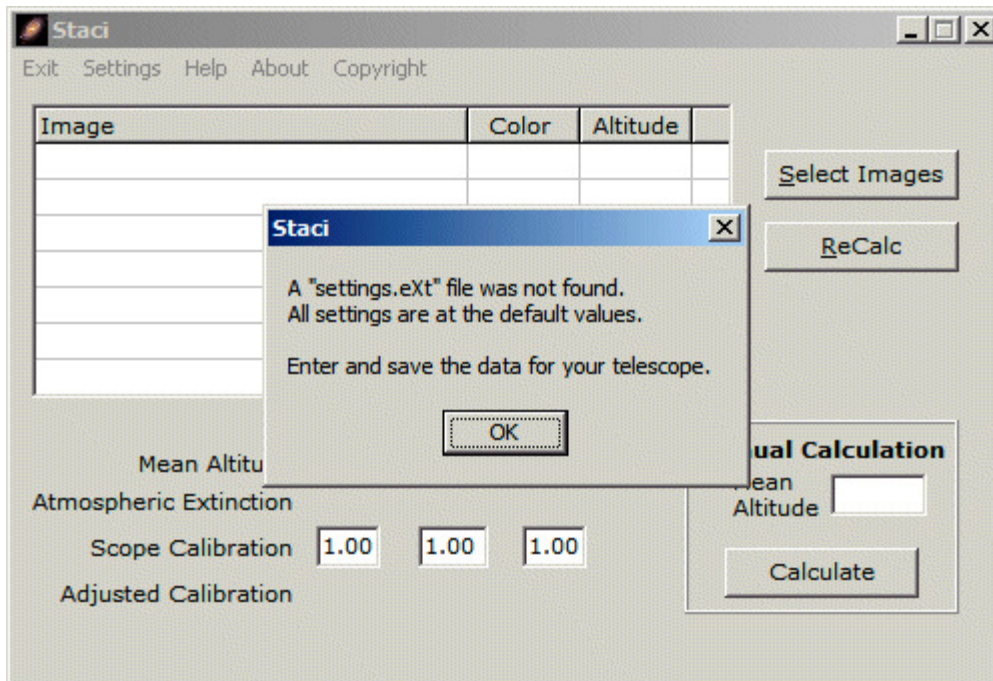 Staci
Exit Settings Help About Copyright
Image Color Altitude
Select Images
ReCalc
Staci
A "settings.eXt" file was not found.
All settings are at the default values.
Enter and save the data for your telescope.
OK
Mean Altitu
Atmospheric Extinction
Scope Calibration 1.00 1.00 1.00
Adjusted Calibration
ual Calculation
Mean
Altitude
Calculate